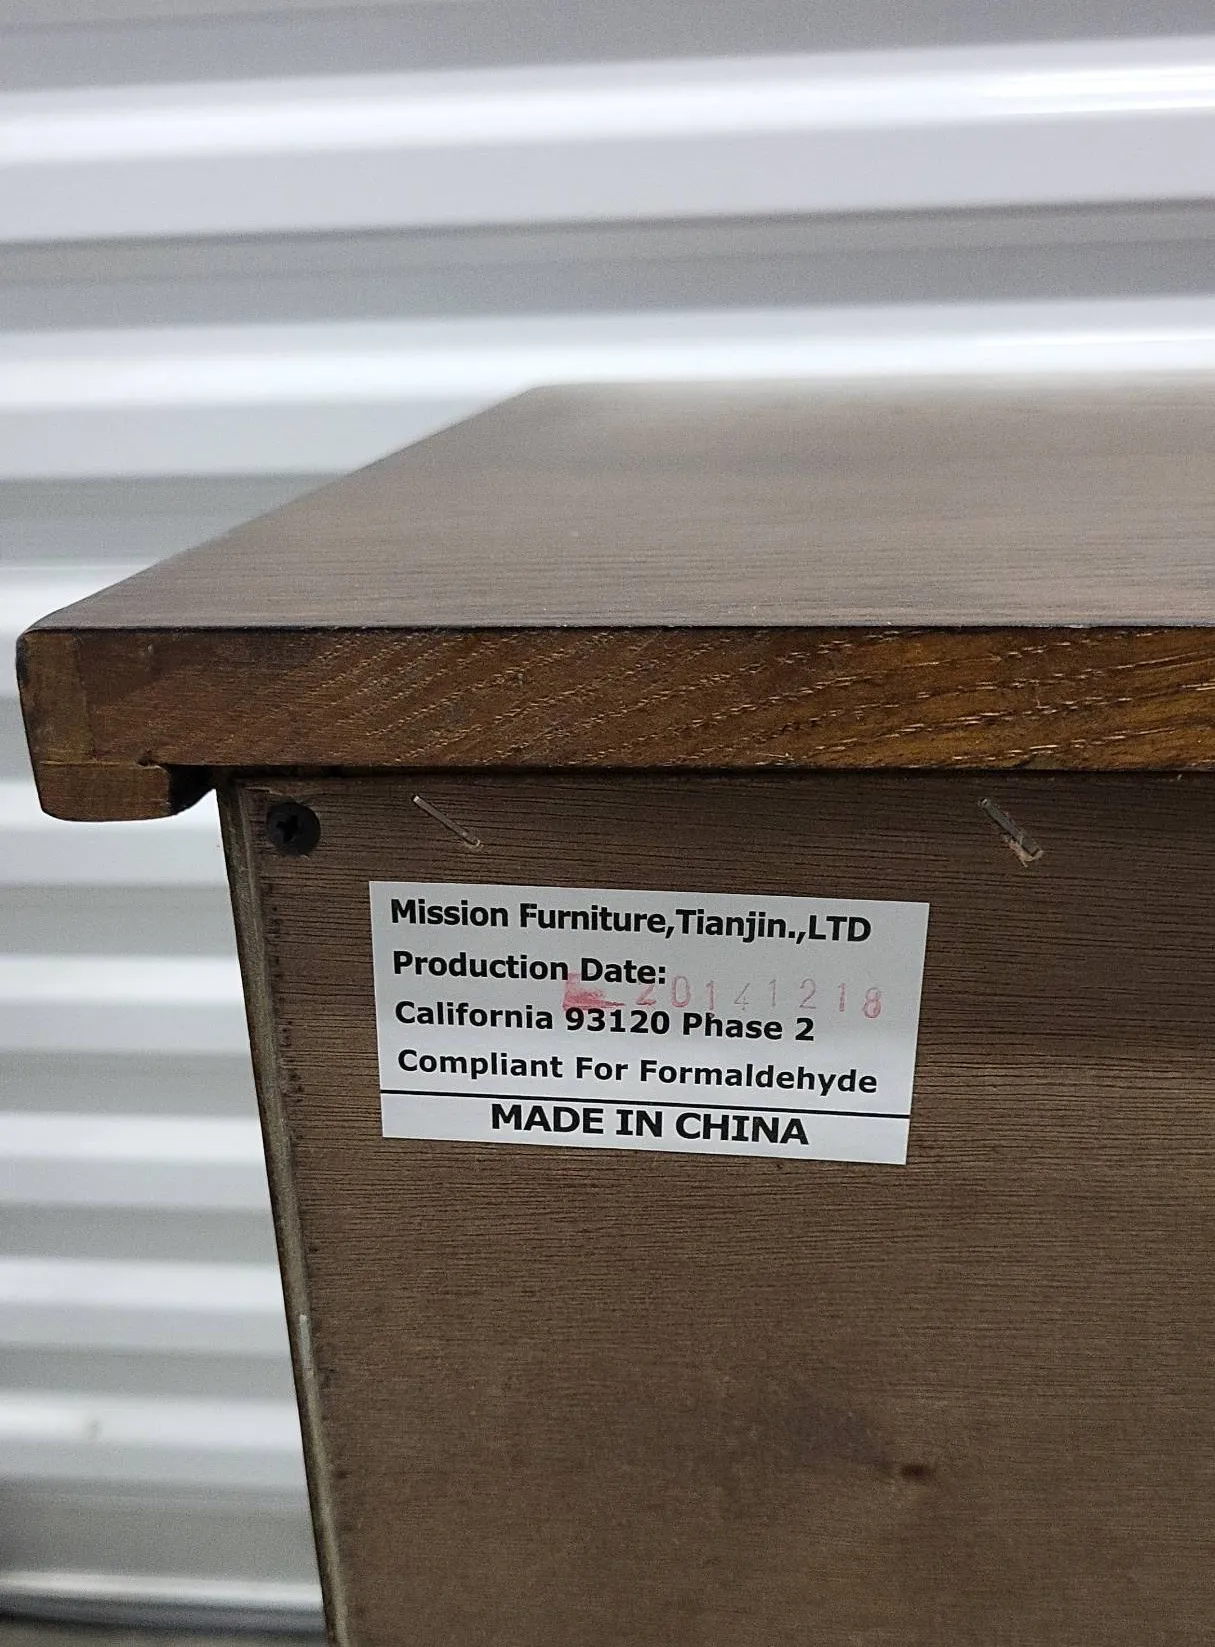 Mission Furniture,Tianjin.,LTD
Production Date:
20141218
California 93120 Phase 2
Compliant For Formaldehyde
MADE IN CHINA